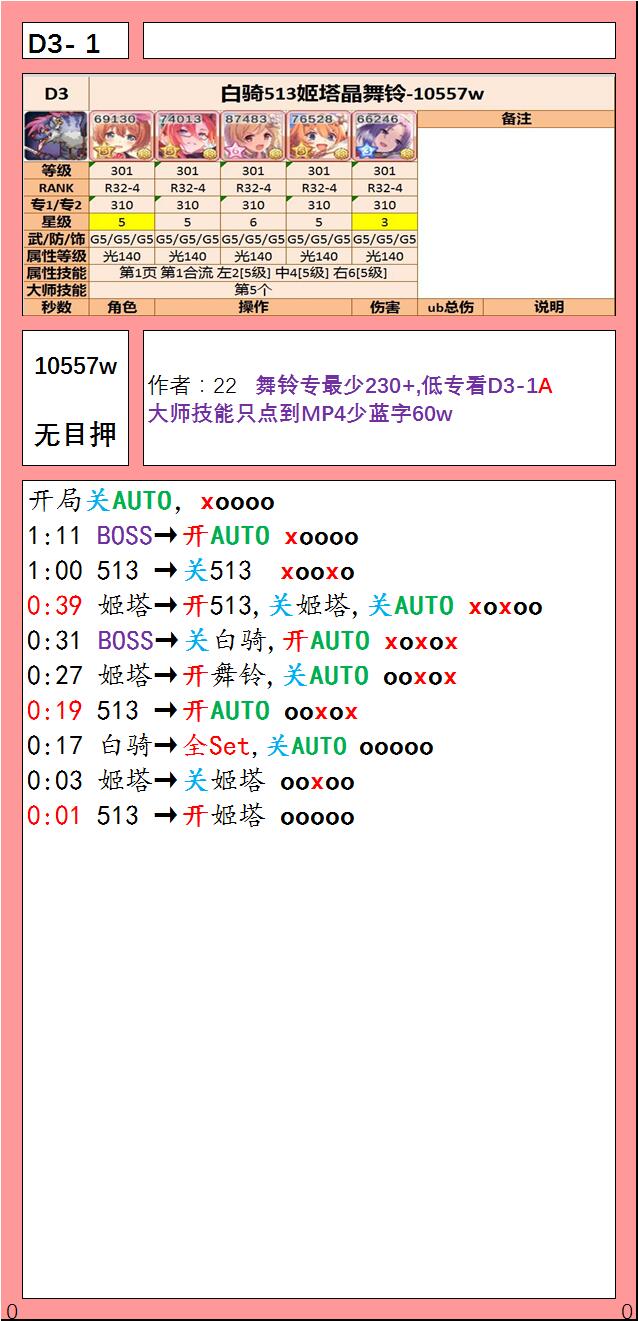 D3- 1
D3 白骑513姬塔晶舞铃-10557w
69130 74013 87483 76528 66246 备注
等级 301 301 301 301 301
RANK R32-4 R32-4 R32-4 R32-4 R32-4
专1/专2 310 310 310 310 310
星级 5 5 6 5 3
武/防/饰 G5/G5/G5 G5/G5/G5 G5/G5/G5 G5/G5/G5 G5/G5/G5
属性等级 光140 光140 光140 光140 光140
属性技能 第1页 第1合流 左2[5级] 中4[5级] 右6[5级]
大师技能 第5个
秒数 角色 操作 伤害 ub总伤 说明
10557w
无目押
作者：22 舞铃专最少230+,低专看D3-1A
大师技能只点到MP4少蓝字60w
开局关AUTO, xoooo
1:11 BOSS→开AUTO xoooo
1:00 513 →关513 xooxo
0:39 姬塔→开513,关姬塔,关AUTO xoxoo
0:31 BOSS→关白骑,开AUTO xoxox
0:27 姬塔→开舞铃,关AUTO ooxox
0:19 513 →开AUTO ooxox
0:17 白骑→全Set,关AUTO ooooo
0:03 姬塔→关姬塔 ooxoo
0:01 513 →开姬塔 ooooo
0 0